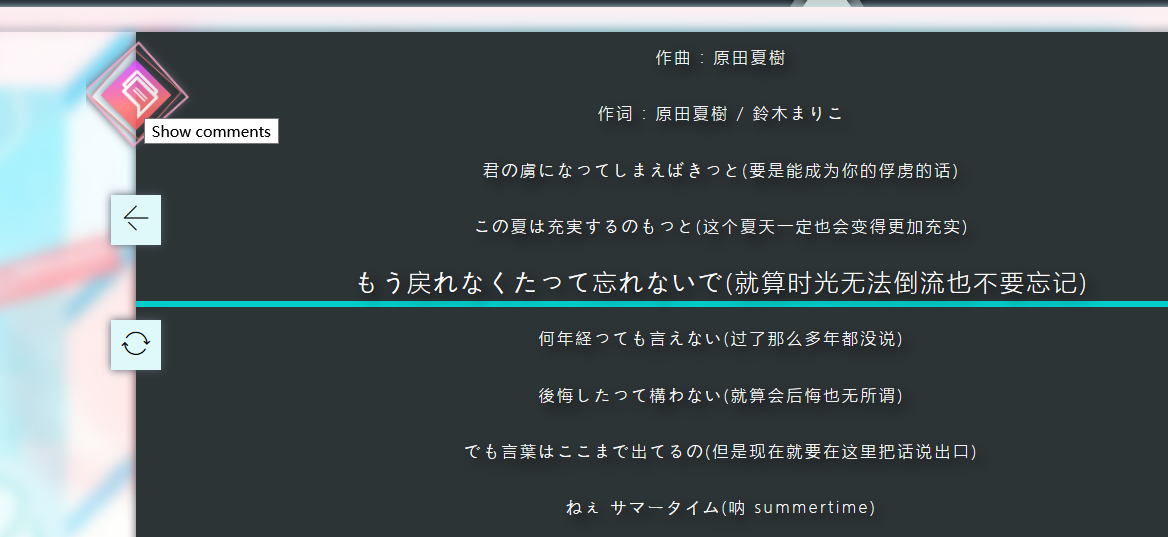 作曲 : 原田夏樹
作词 : 原田夏樹 / 鈴木まりこ
Show comments
君の虜になってしまえばきっと(要是能成为你的俘虏的话)
この夏は充実するのもっと(这个夏天一定也会变得更加充实)
もう戻れなくたって忘れないで(就算时光无法倒流也不要忘记)
何年経っても言えない(过了那么多年都没说)
後悔したって構わない(就算会后悔也无所谓)
でも言葉はここまで出てるの(但是现在就要在这里把话说出口)
ねぇ サマータイム(呐 summertime)